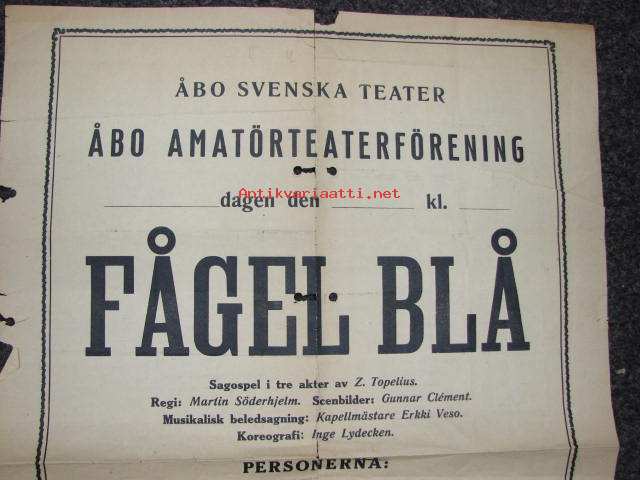 ÅBO SVENSKA TEATER
ÅBO AMATÖRTEATERFÖRENING
Antikvariaatti.net
dagen den kl.
FÅGEL BLÅ
Sagospel i tre akter av Z. Topelius.
Regi: Martin Söderhjelm. Scenbilder: Gunnar Clément.
Musikalisk beledsagning: Kapellmästare Erkki Veso.
Koreografi: Inge Lydecken.
PERSONERNA: